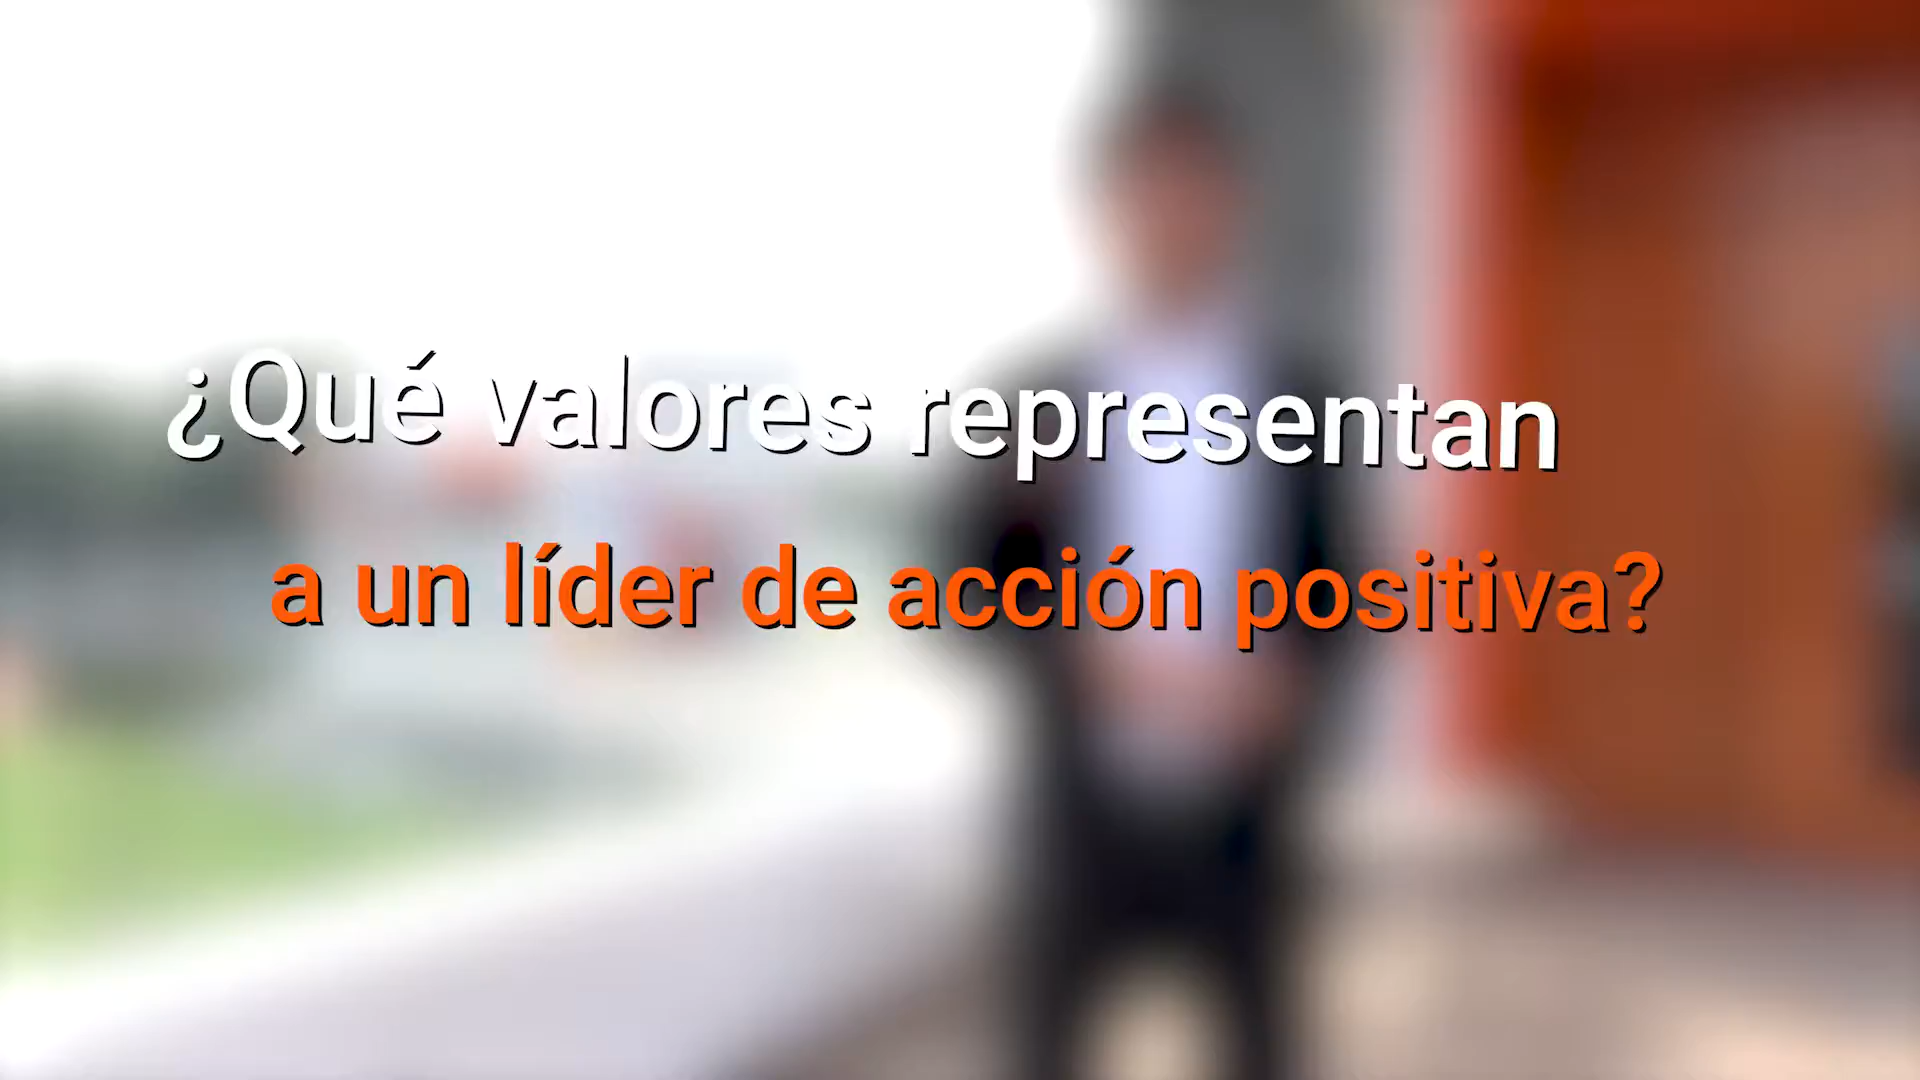 ¿Qué valores representan
a un líder de acción positiva?